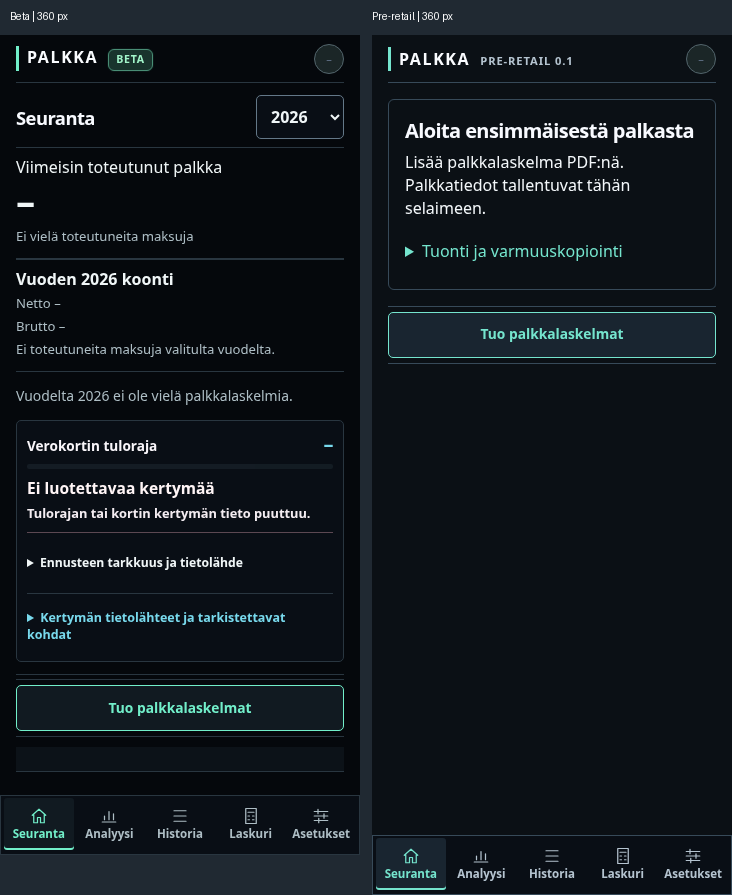 Beta | 360 px
PALKKA BETA
–
Seuranta
2026
Viimeisin toteutunut palkka
–
Ei vielä toteutuneita maksuja
Vuoden 2026 koonti
Netto –
Brutto –
Ei toteutuneita maksuja valitulta vuodelta.
Vuodelta 2026 ei ole vielä palkkalaskelmia.
Verokortin tuloraja –
Ei luotettavaa kertymää
Tulorajan tai kortin kertymän tieto puuttuu.
Ennusteen tarkkuus ja tietolähde
Kertymän tietolähteet ja tarkistettavat
kohdat
Tuo palkkalaskelmat
Seuranta Analyysi Historia Laskuri Asetukset
Pre-retail | 360 px
PALKKA PRE-RETAIL 0.1
–
Aloita ensimmäisestä palkasta
Lisää palkkalaskelma PDF:nä.
Palkkatiedot tallentuvat tähän
selaimeen.
Tuonti ja varmuuskopiointi
Tuo palkkalaskelmat
Seuranta Analyysi Historia Laskuri Asetukset